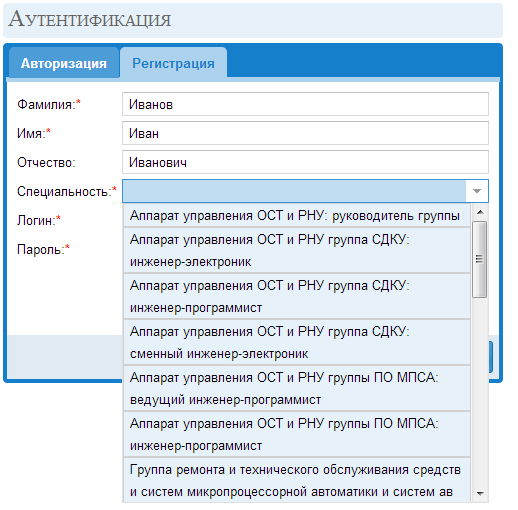 Аутентификация
Авторизация
Регистрация
Фамилия:*
Иванов
Имя:*
Иван
Отчество:
Иванович
Специальность:*
Логин:*
Пароль:*
Аппарат управления ОСТ и РНУ: руководитель группы
Аппарат управления ОСТ и РНУ группа СДКУ:
инженер-электроник
Аппарат управления ОСТ и РНУ группа СДКУ:
инженер-программист
Аппарат управления ОСТ и РНУ группа СДКУ:
сменный инженер-электроник
Аппарат управления ОСТ и РНУ группы ПО МПСА:
ведущий инженер-программист
Аппарат управления ОСТ и РНУ группы ПО МПСА:
инженер-программист
Группа ремонта и технического обслуживания средств
и систем микропроцессорной автоматики и систем ав